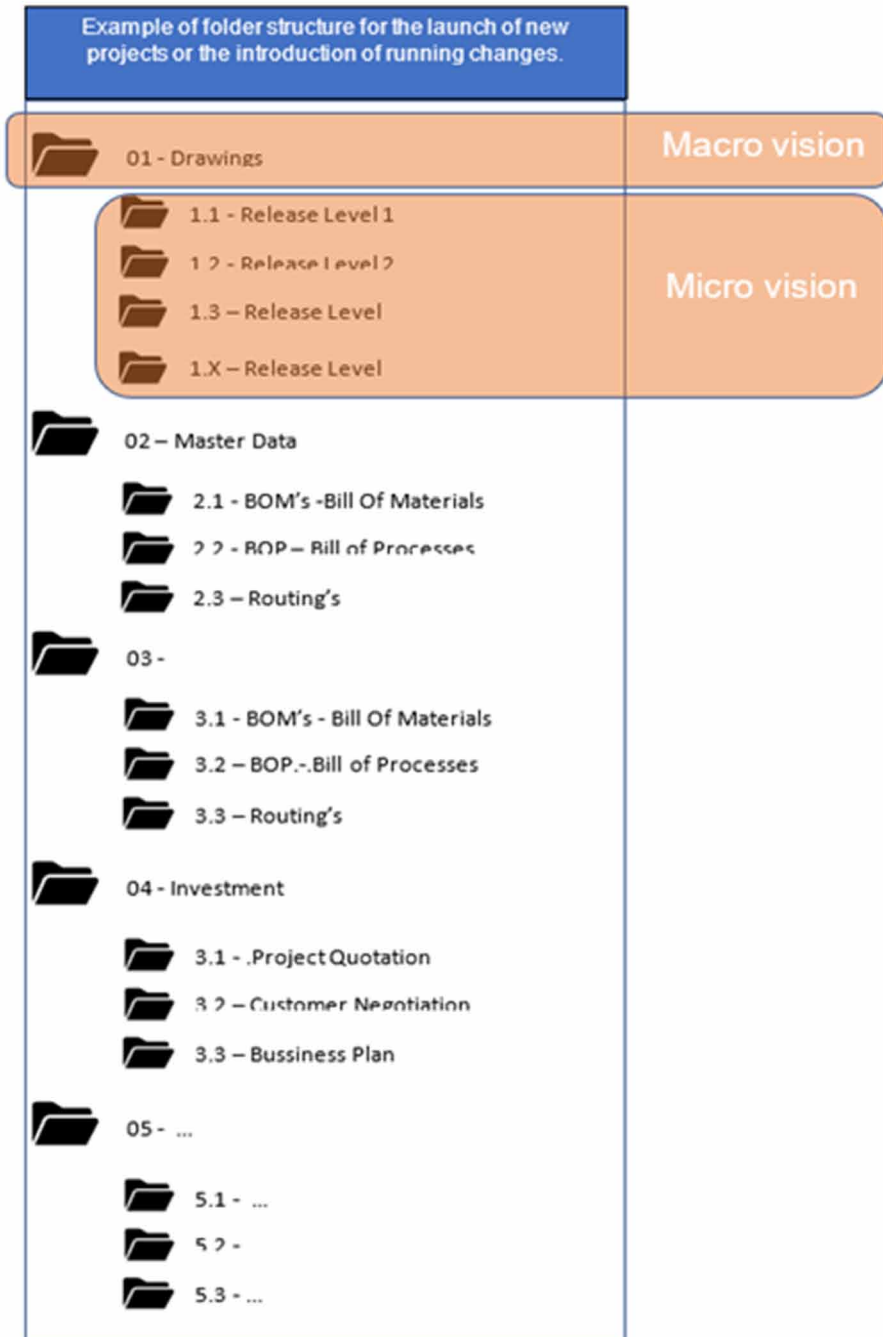 Example of folder structure for the launch of new
projects or the introduction of running changes.
01 - Drawings
Macro vision
1.1 - Release Level 1
1.2 - Release Level 2
Micro vision
1.3 – Release Level
1.X – Release Level
02 – Master Data
2.1 - BOM's -Bill Of Materials
2.2 - BOP – Bill of Processes
2.3 – Routing's
03 -
3.1 - BOM's - Bill Of Materials
3.2 – BOP.-.Bill of Processes
3.3 – Routing's
04 - Investment
3.1 - .Project Quotation
3.2 – Customer Negotiation
3.3 – Bussiness Plan
05 - ...
5.1 - ...
5.2 -
5.3 - ...